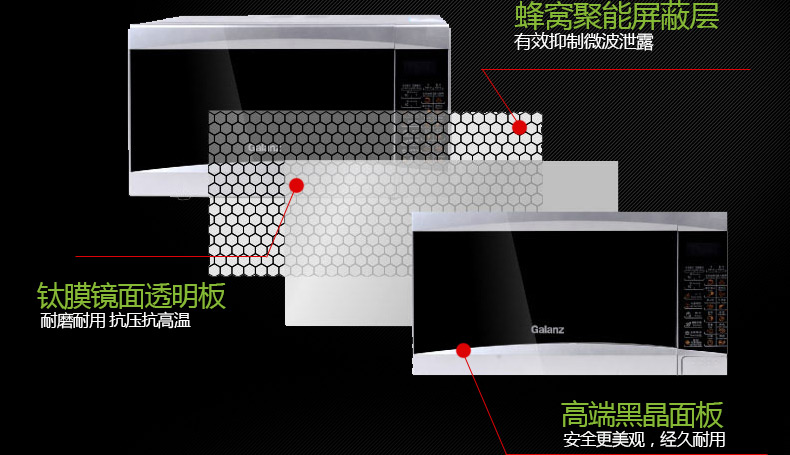 蜂窝聚能屏蔽层
有效抑制微波泄露
Galanz
钛膜镜面透明板
耐磨耐用 抗压抗高温
Galanz
高端黑晶面板
安全更美观，经久耐用